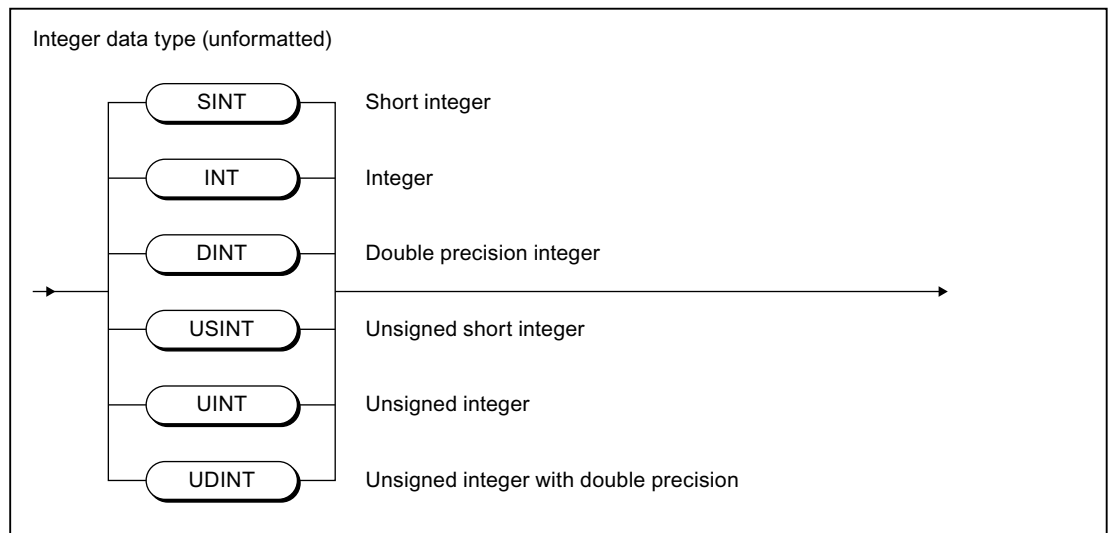 Integer data type (unformatted)
SINT Short integer
INT Integer
DINT Double precision integer
USINT Unsigned short integer
UINT Unsigned integer
UDINT Unsigned integer with double precision